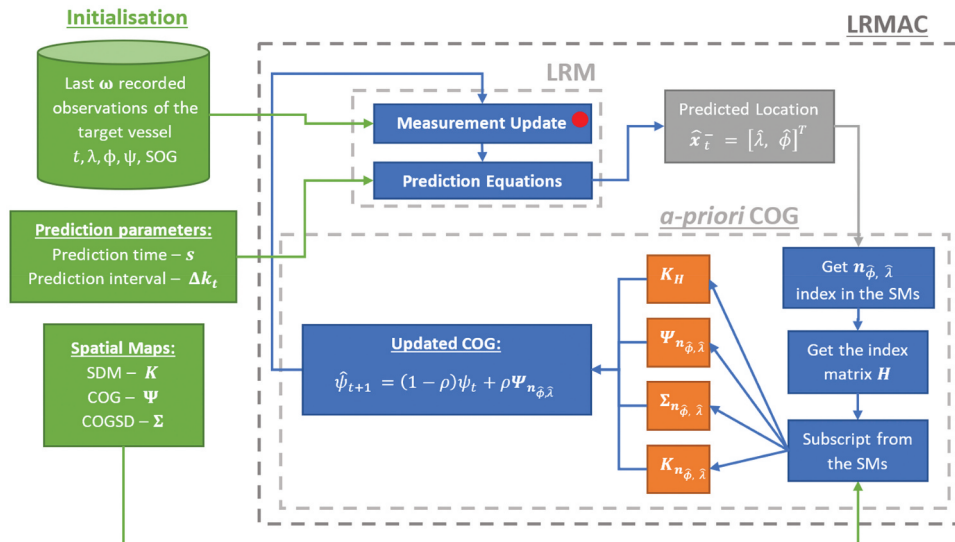 Initialisation
LRMAC
Last ω recorded
observations of the
target vessel
t, λ, ϕ, ψ, SOG
LRM
Measurement Update
Prediction Equations
Predicted Location
x̂⁻ₜ = [λ̂, ϕ̂]ᵀ
Prediction parameters:
Prediction time – s
Prediction interval – Δkₜ
a-priori COG
Get n_ϕ̂, λ̂
index in the SMs
Get the index
matrix H
Subscript from
the SMs
K_H
Ψ_n_ϕ̂, λ̂
Σ_n_ϕ̂, λ̂
K_n_ϕ̂, λ̂
Updated COG:
ψ̂ₜ₊₁ = (1 − ρ)ψₜ + ρΨ_n_ϕ̂,λ̂
Spatial Maps:
SDM – K
COG – Ψ
COGSD – Σ